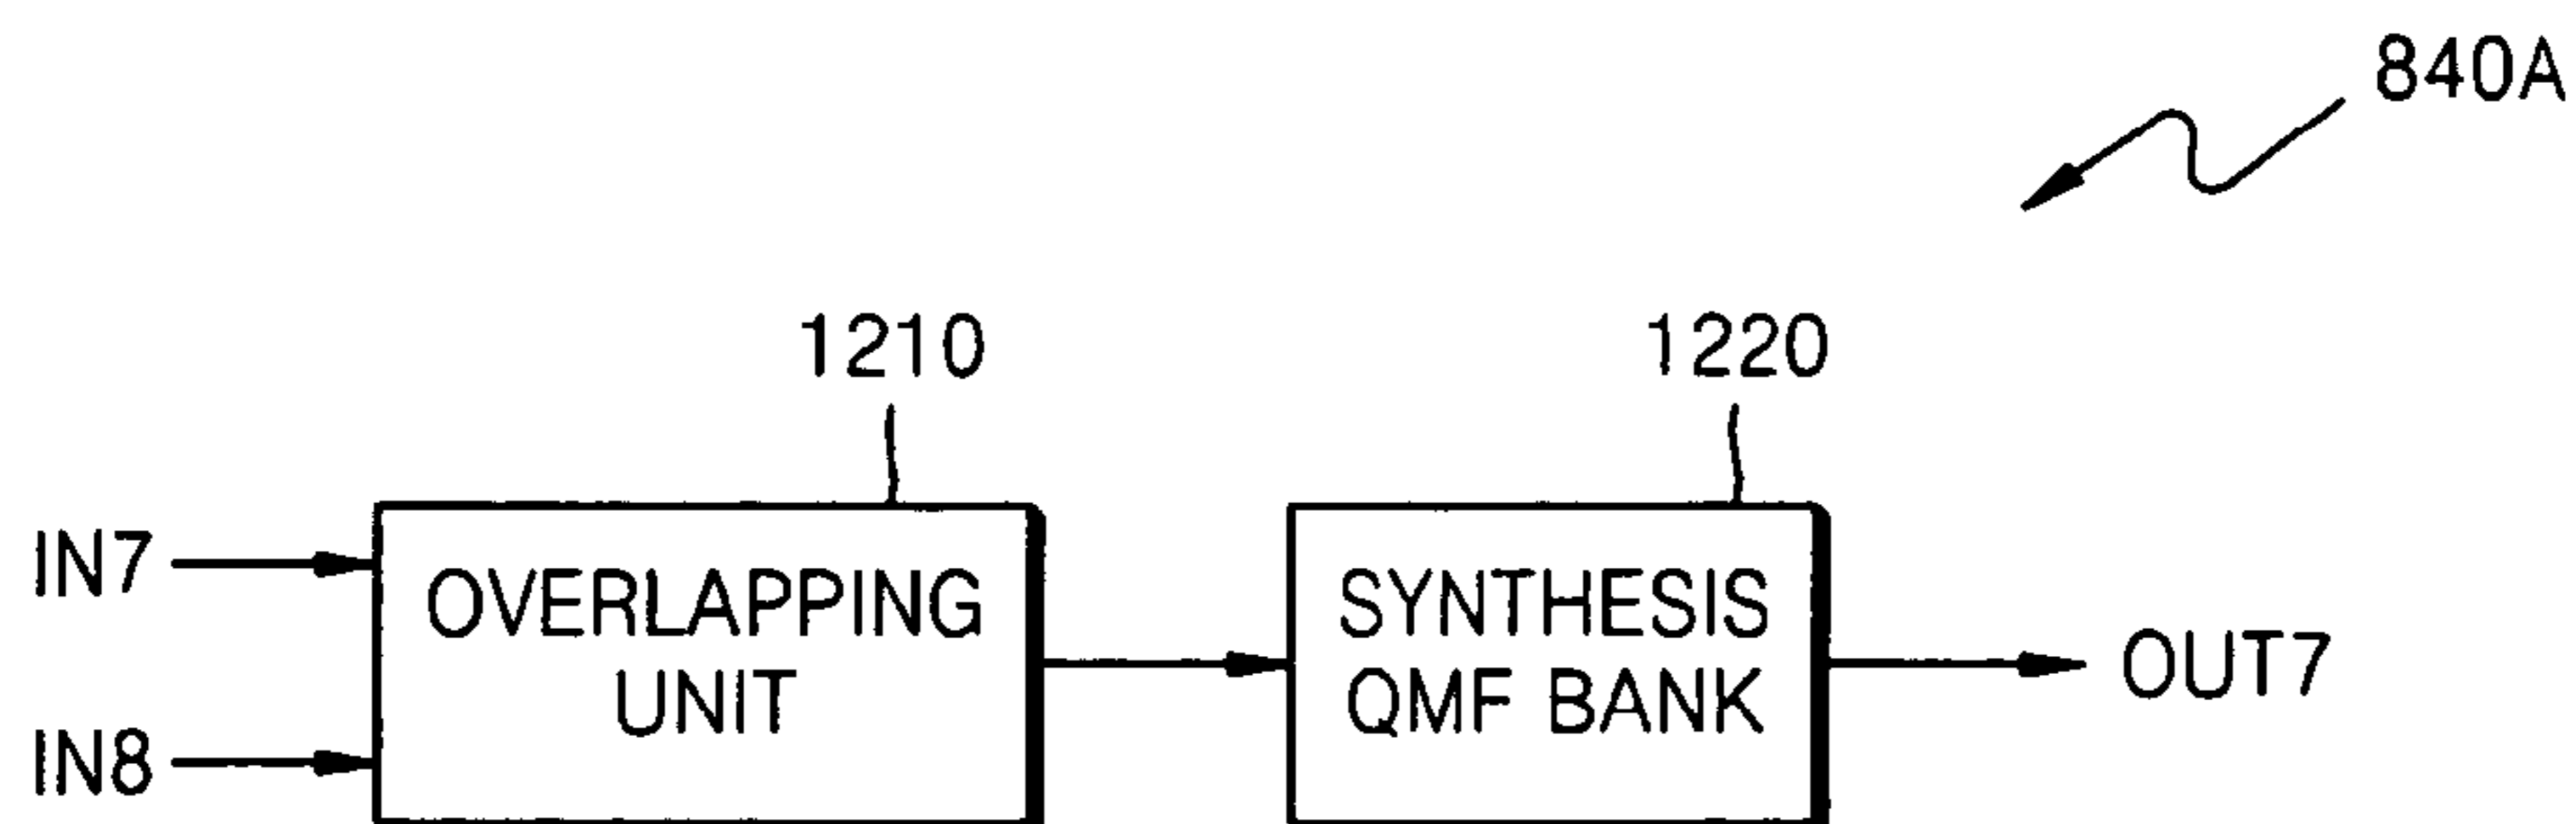 840A
1210
1220
IN7
IN8
OVERLAPPING
UNIT
SYNTHESIS
QMF BANK
OUT7